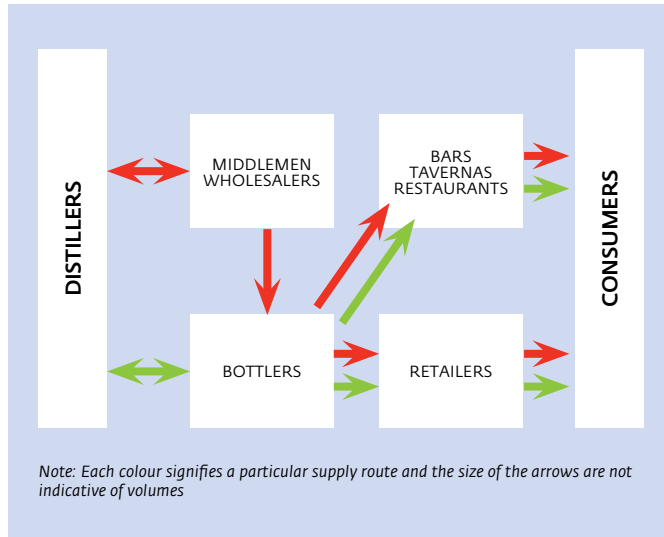 DISTILLERS
MIDDLEMEN
WHOLESALERS
BARS
TAVERNAS
RESTAURANTS
CONSUMERS
BOTTLERS
RETAILERS
Note: Each colour signifies a particular supply route and the size of the arrows are not
indicative of volumes